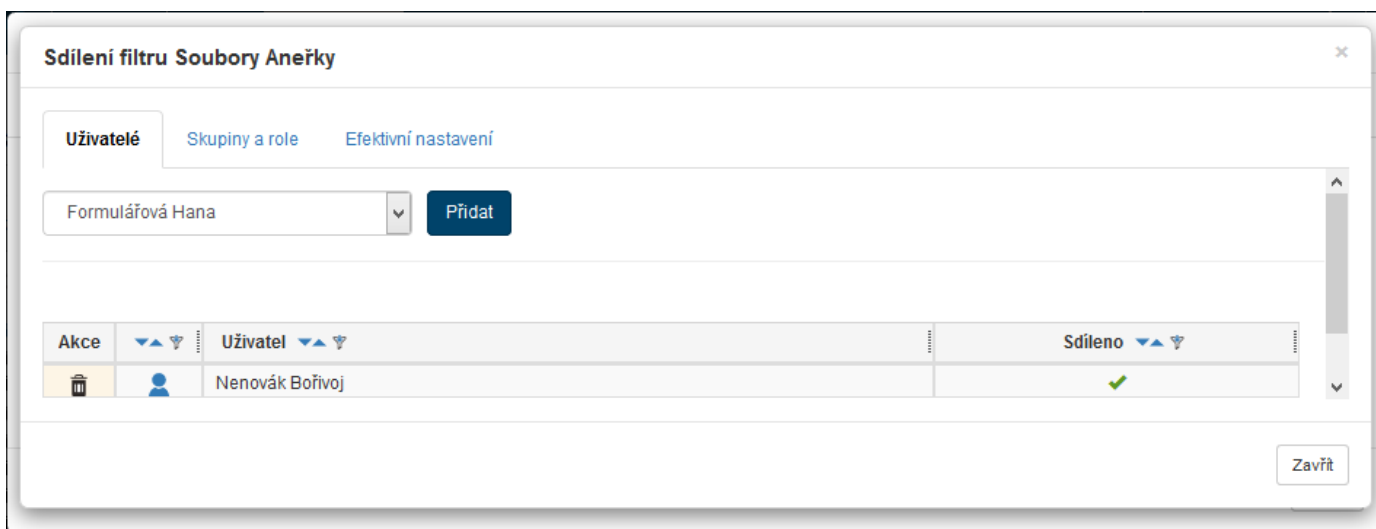 Sdílení filtru Soubory Aneřky
Uživatelé Skupiny a role Efektivní nastavení
Formulářová Hana Přidat
Akce Uživatel Sdíleno
Nenovák Bořivoj
Zavřít